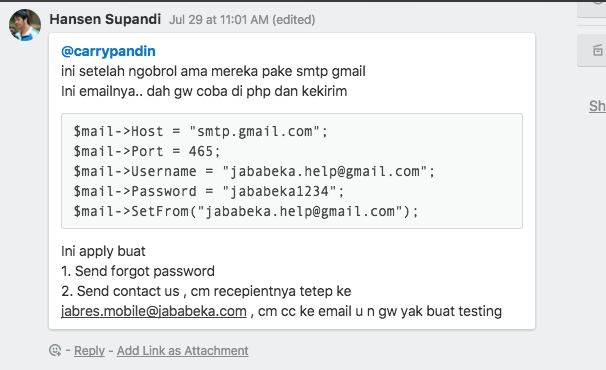 Hansen Supandi Jul 29 at 11:01 AM (edited)
@carrypandin
ini setelah ngobrol ama mereka pake smtp gmail
Ini emailnya.. dah gw coba di php dan kekirim
$mail->Host = "smtp.gmail.com";
$mail->Port = 465;
$mail->Username = "jababeka.help@gmail.com";
$mail->Password = "jababeka1234";
$mail->SetFrom("jababeka.help@gmail.com");
Ini apply buat
1. Send forgot password
2. Send contact us , cm recepientnya tetep ke
jabres.mobile@jababeka.com , cm cc ke email u n gw yak buat testing
- Reply - Add Link as Attachment
Sh